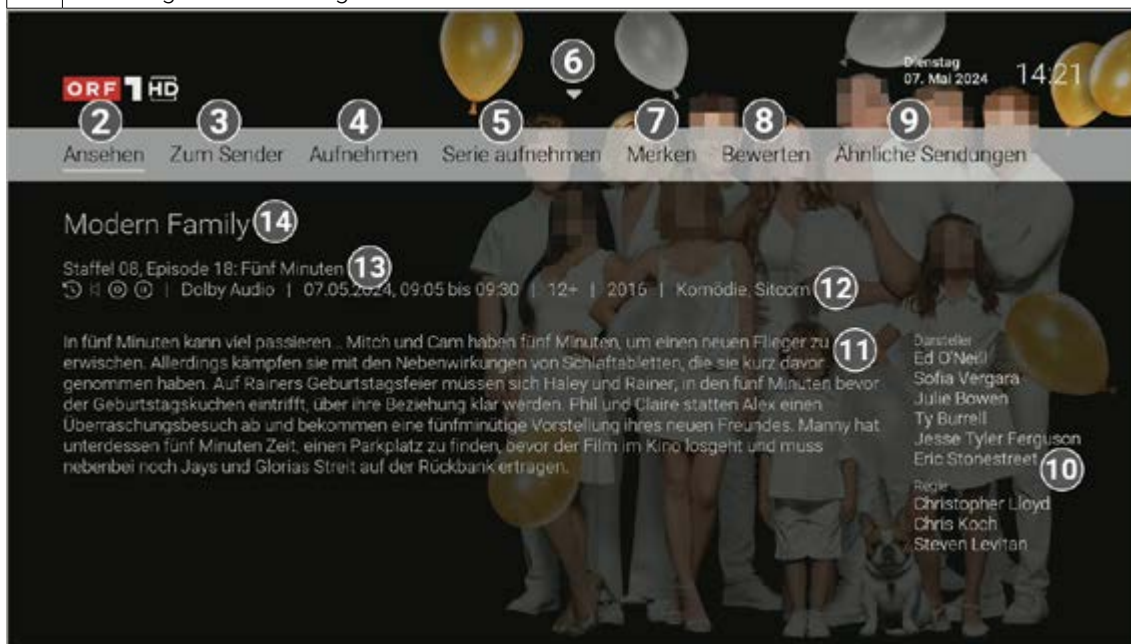 6
Dienstag
07. Mai 2024
14:21
ORF 1 HD
2 3 4 5 7 8 9
Ansehen Zum Sender Aufnehmen Serie aufnehmen Merken Bewerten Ähnliche Sendungen
Modern Family 14
Staffel 08, Episode 18: Fünf Minuten 13
Dolby Audio | 07.05.2024, 09:05 bis 09:30 | 12+ | 2016 | Komödie, Sitcom 12
In fünf Minuten kann viel passieren ... Mitch und Cam haben fünf Minuten, um einen neuen Flieger zu 11
erwischen. Allerdings kämpfen sie mit den Nebenwirkungen von Schlaftabletten, die sie kurz davor
genommen haben. Auf Rainers Geburtstagsfeier müssen sich Haley und Rainer, in den fünf Minuten bevor
der Geburtstagskuchen eintrifft, über ihre Beziehung klar werden. Phil und Claire statten Alex einen
Überraschungsbesuch ab und bekommen eine fünfminütige Vorstellung ihres neuen Freundes. Manny hat
unterdessen fünf Minuten Zeit, einen Parkplatz zu finden, bevor der Film im Kino losgeht und muss
nebenbei noch Jays und Glorias Streit auf der Rückbank ertragen.
Darsteller
Ed O'Neill
Sofia Vergara
Julie Bowen
Ty Burrell
Jesse Tyler Ferguson
Eric Stonestreet 10
Regie
Christopher Lloyd
Chris Koch
Steven Levitan